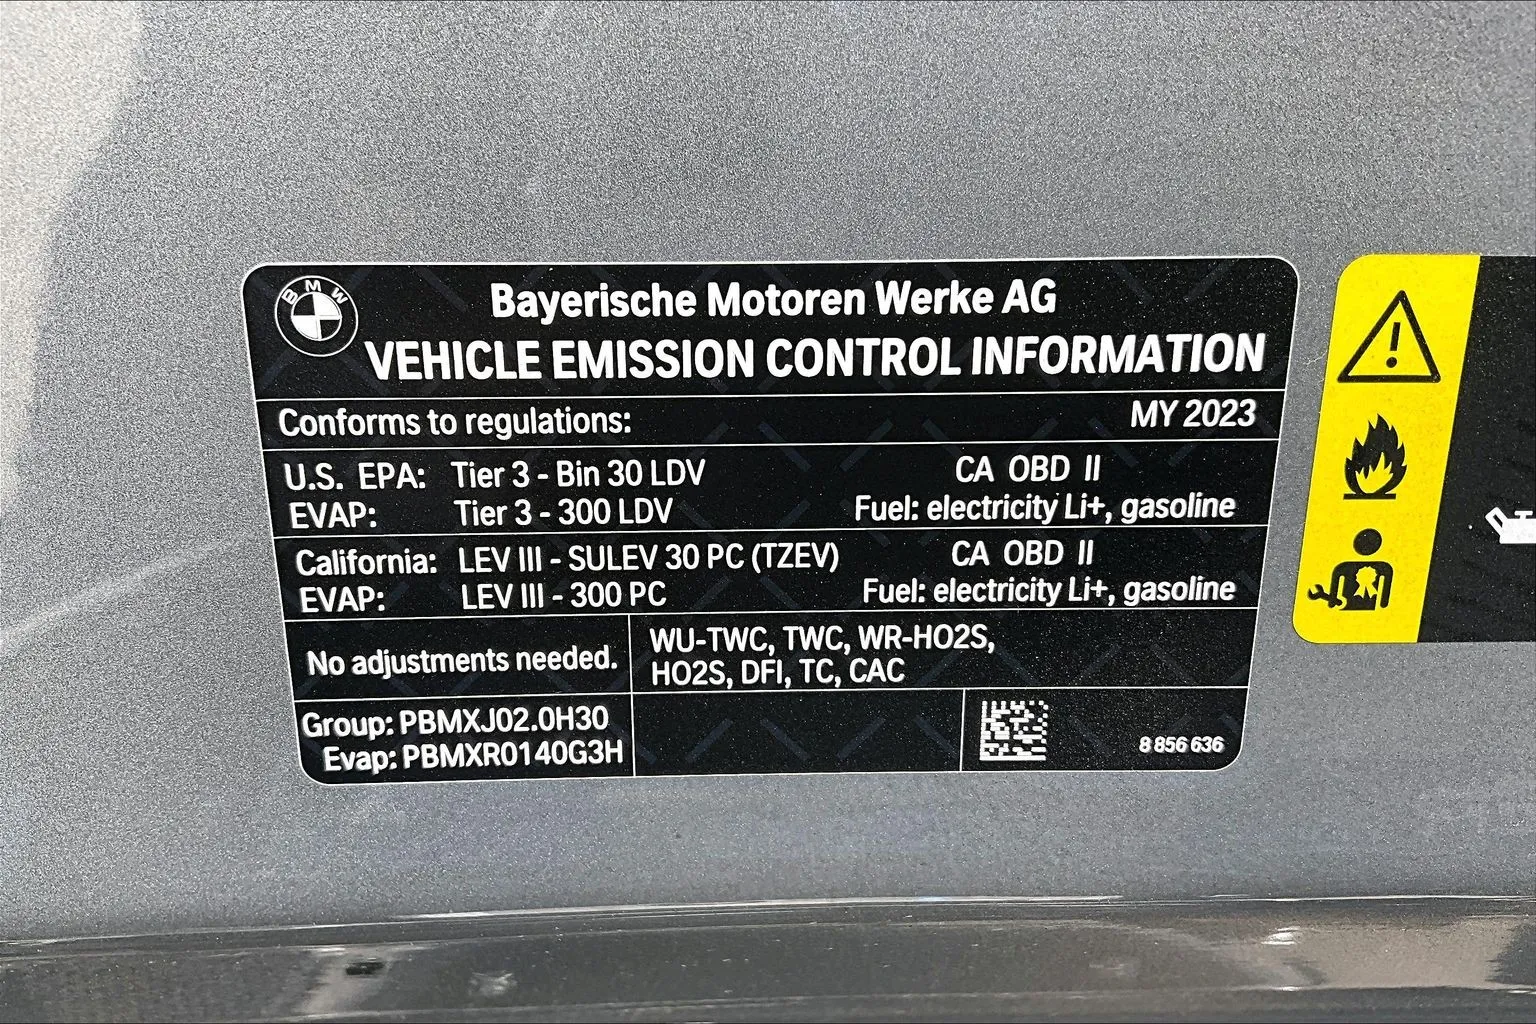 BMW
Bayerische Motoren Werke AG
VEHICLE EMISSION CONTROL INFORMATION
Conforms to regulations: MY 2023
U.S. EPA: Tier 3 - Bin 30 LDV CA OBD II
EVAP: Tier 3 - 300 LDV Fuel: electricity Li+, gasoline
California: LEV III - SULEV 30 PC (TZEV) CA OBD II
EVAP: LEV III - 300 PC Fuel: electricity Li+, gasoline
No adjustments needed.
WU-TWC, TWC, WR-HO2S,
HO2S, DFI, TC, CAC
Group: PBMXJ02.0H30
Evap: PBMXR0140G3H
8 856 636